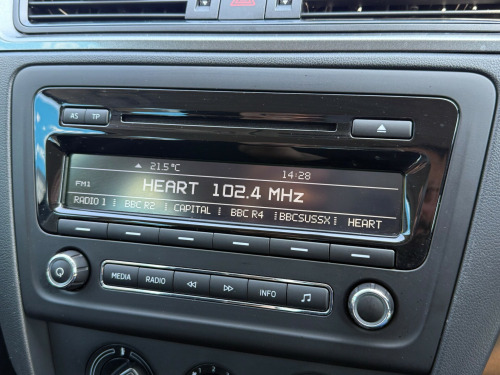 AS TP
21.5°C 14:28
FM1 HEART 102.4 MHz
RADIO 1 BBC R2 CAPITAL BBC R4 BBCSUSSX HEART
MEDIA RADIO INFO